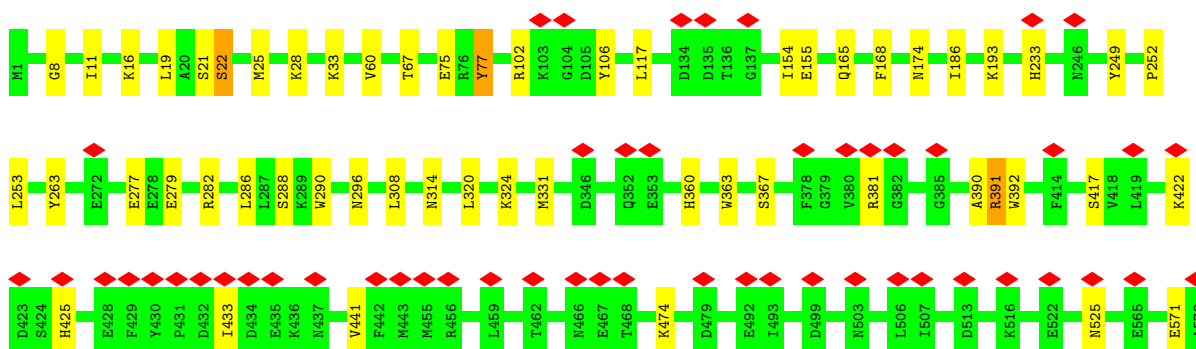 M1 G8 I11 K16 L19 A20 S21 S22 M25 K28 K33 V60 T67 E75 R76 Y77 R102 K103 G104 D105 Y106 L117 D134 D135 T136 G137 I154 E155 Q165 F168 N174 I186 K193 H233 N246 Y249 P252
L253 Y263 E272 E277 E278 E279 R282 L286 L287 S288 K289 W290 N296 L308 N314 L320 K324 M331 D346 Q352 E353 H360 W363 S367 F378 G379 V380 R381 G382 G385 A390 R391 W392 F414 S417 V418 L419 K422
D423 S424 H425 E428 F429 Y430 P431 D432 I433 D434 E435 K436 N437 V441 F442 M443 M455 R456 L459 T462 N466 E467 T468 K474 D479 E492 I493 D499 N503 L506 I507 D513 K516 E522 N525 E565 E571